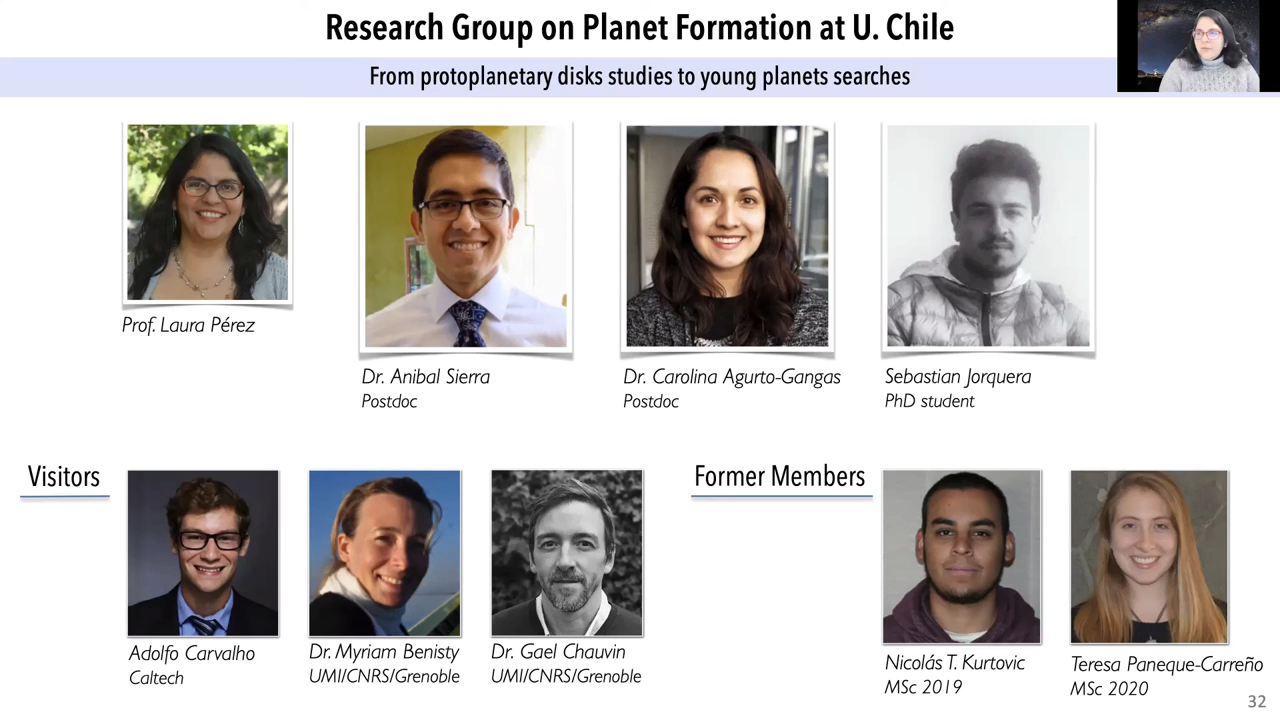 Research Group on Planet Formation at U. Chile
From protoplanetary disks studies to young planets searches
Prof. Laura Pérez
Dr. Anibal Sierra
Postdoc
Dr. Carolina Agurto-Gangas
Postdoc
Sebastian Jorquera
PhD student
Visitors
Adolfo Carvalho
Caltech
Dr. Myriam Benisty
UMI/CNRS/Grenoble
Dr. Gael Chauvin
UMI/CNRS/Grenoble
Former Members
Nicolás T. Kurtovic
MSc 2019
Teresa Paneque-Carreño
MSc 2020
32